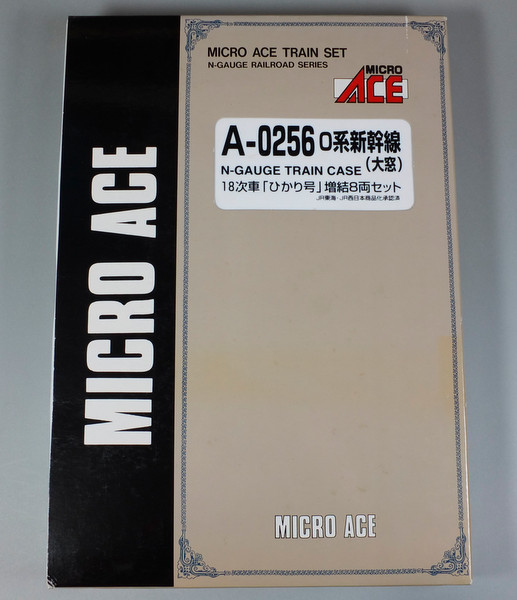 MICRO ACE
MICRO ACE TRAIN SET
N-GAUGE RAILROAD SERIES
MICRO
ACE
A-0256 0系新幹線
(大窓)
N-GAUGE TRAIN CASE
18次車「ひかり号」増結8両セット
JR東海・JR西日本商品化承認済
MICRO ACE